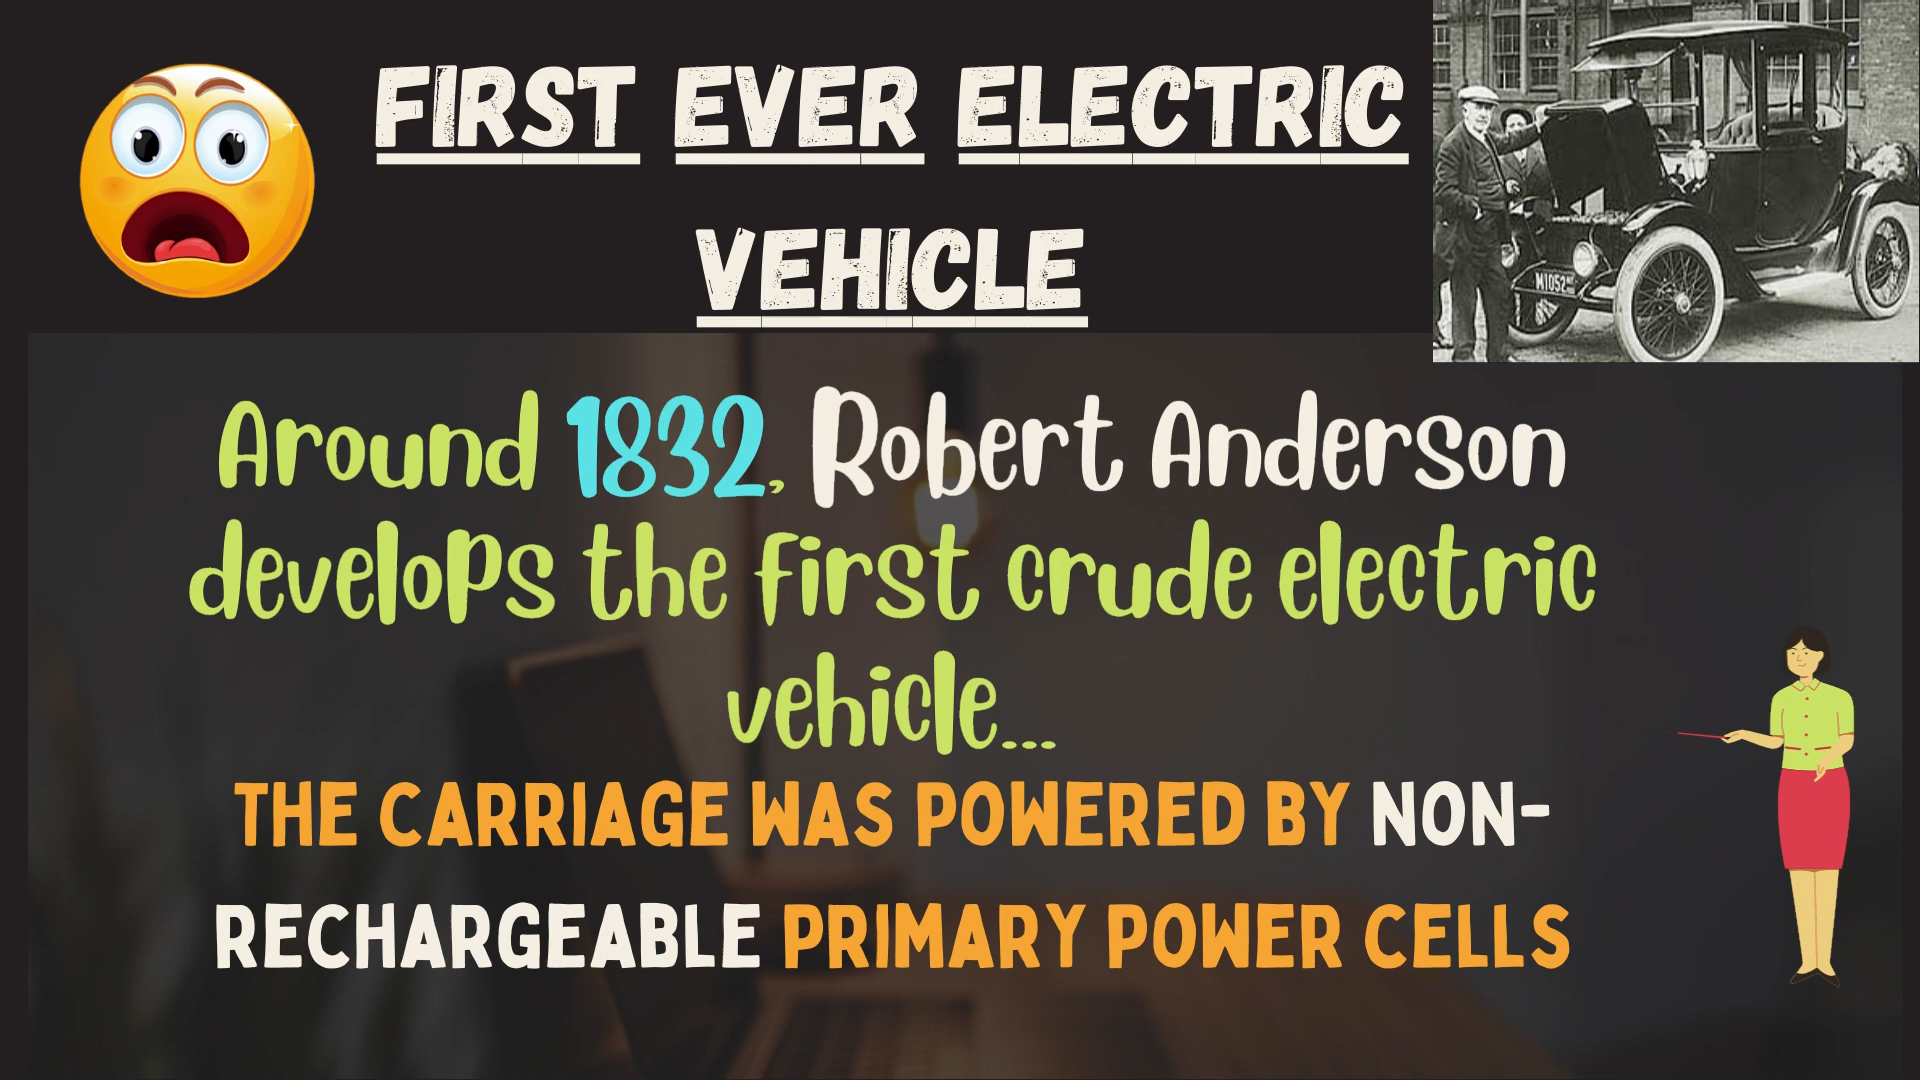 FIRST EVER ELECTRIC
VEHICLE
M1052
Around 1832, Robert Anderson
develops the first crude electric
vehicle...
THE CARRIAGE WAS POWERED BY NON-
RECHARGEABLE PRIMARY POWER CELLS